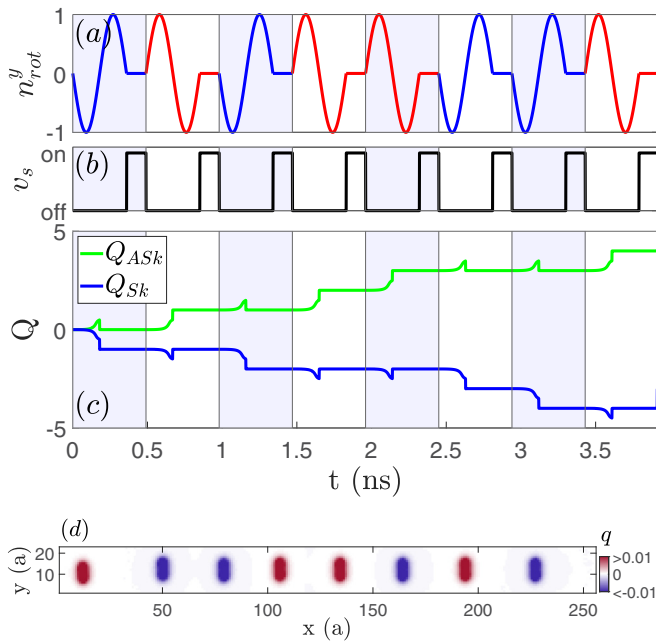 (a)
n^y_rot
1
0
-1
(b)
v_s
on
off
5
Q_ASk
Q_Sk
Q
0
(c)
-5
0 0.5 1 1.5 2 2.5 3 3.5
t (ns)
(d) q
y (a)
20
10
>0.01
0
<-0.01
50 100 150 200 250
x (a)